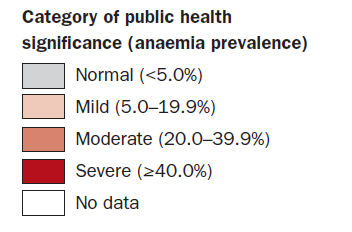 Category of public health
significance (anaemia prevalence)
Normal (<5.0%)
Mild (5.0–19.9%)
Moderate (20.0–39.9%)
Severe (≥40.0%)
No data